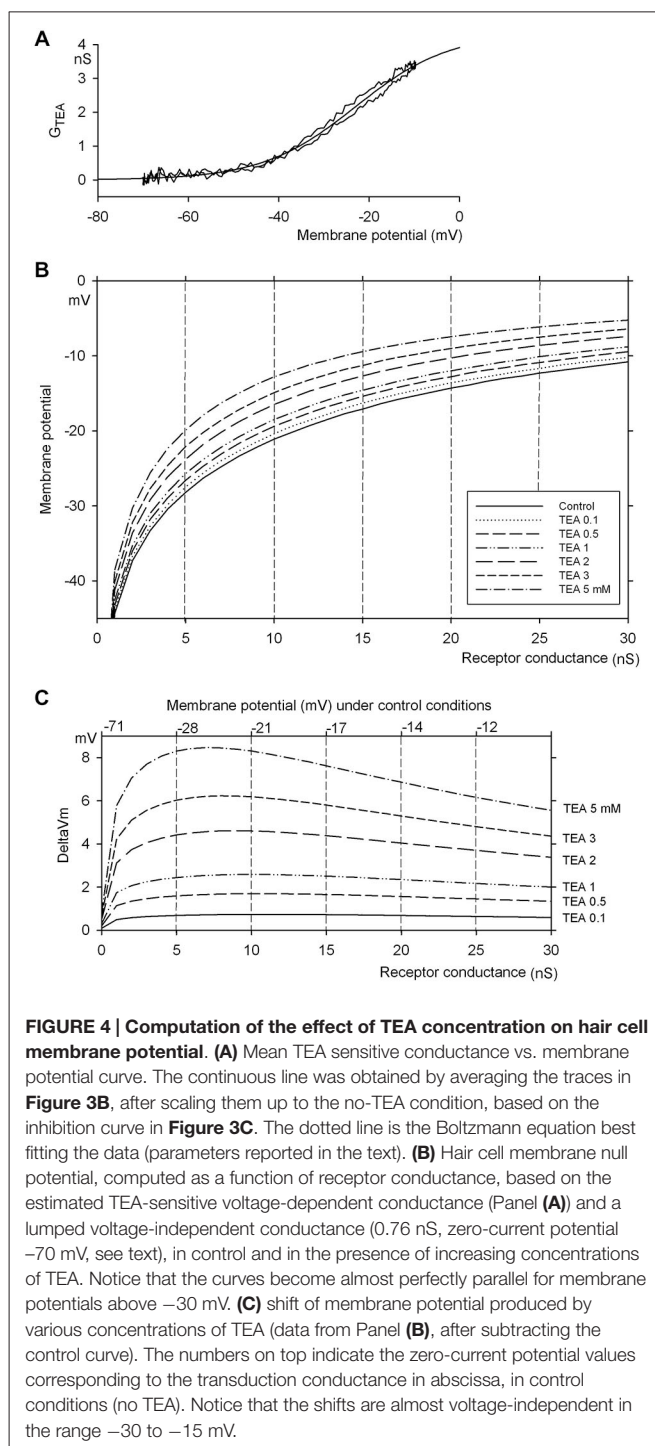 A
4
nS
3
2
1
0
GTEA
-80
-60
-40
-20
0
Membrane potential (mV)
B
0
mV
-10
-20
-30
-40
Membrane potential
Control
TEA 0.1
TEA 0.5
TEA 1
TEA 2
TEA 3
TEA 5 mM
0
5
10
15
20
25
30
Receptor conductance (nS)
C
Membrane potential (mV) under control conditions
-71
-28
-21
-17
-14
-12
mV
8
6
4
2
0
DeltaVm
TEA 5 mM
TEA 3
TEA 2
TEA 1
TEA 0.5
TEA 0.1
0
5
10
15
20
25
30
Receptor conductance (nS)
FIGURE 4 | Computation of the effect of TEA concentration on hair cell
membrane potential. (A) Mean TEA sensitive conductance vs. membrane
potential curve. The continuous line was obtained by averaging the traces in
Figure 3B, after scaling them up to the no-TEA condition, based on the
inhibition curve in Figure 3C. The dotted line is the Boltzmann equation best
fitting the data (parameters reported in the text). (B) Hair cell membrane null
potential, computed as a function of receptor conductance, based on the
estimated TEA-sensitive voltage-dependent conductance (Panel (A)) and a
lumped voltage-independent conductance (0.76 nS, zero-current potential
–70 mV, see text), in control and in the presence of increasing concentrations
of TEA. Notice that the curves become almost perfectly parallel for membrane
potentials above −30 mV. (C) shift of membrane potential produced by
various concentrations of TEA (data from Panel (B), after subtracting the
control curve). The numbers on top indicate the zero-current potential values
corresponding to the transduction conductance in abscissa, in control
conditions (no TEA). Notice that the shifts are almost voltage-independent in
the range −30 to −15 mV.